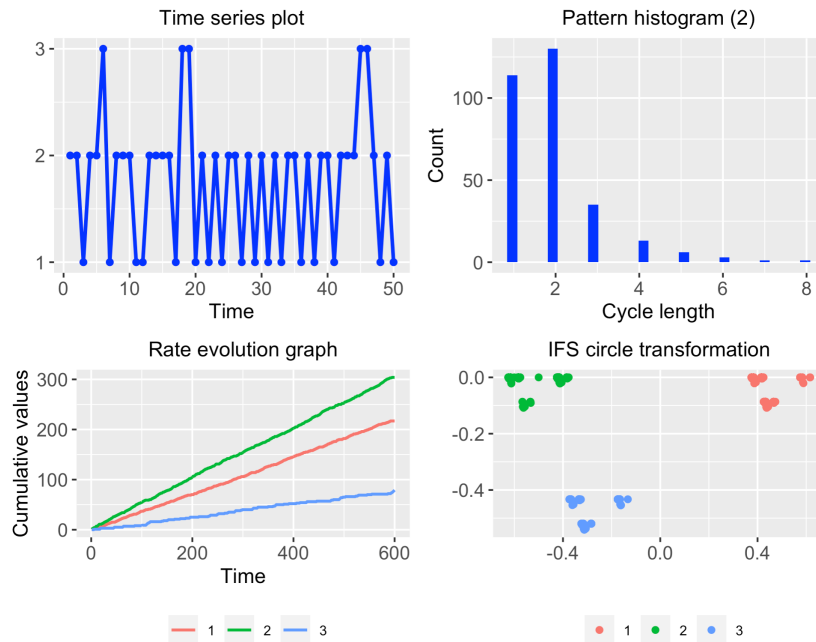 Time series plot
3
2
1
0 10 20 30 40 50
Time
Pattern histogram (2)
Count
100
50
0
2 4 6 8
Cycle length
Rate evolution graph
Cumulative values
300
200
100
0
0 200 400 600
Time
1 2 3
IFS circle transformation
0.0
-0.2
-0.4
-0.4 0.0 0.4
1 2 3